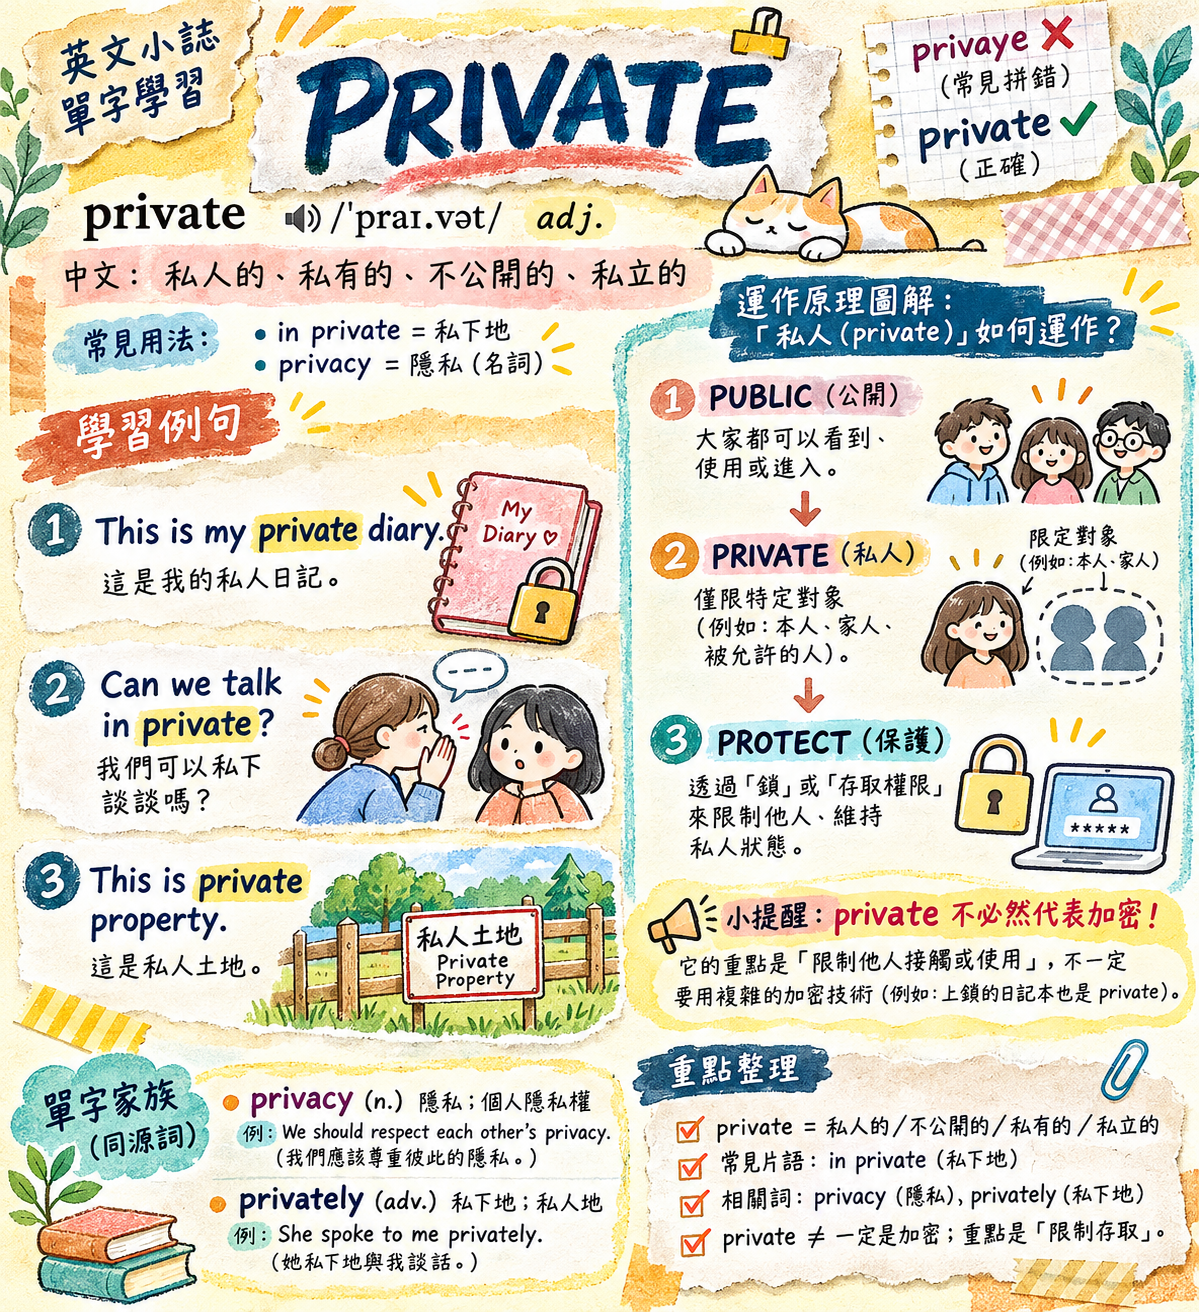 英文小誌
單字學習
PRIVATE
privaye ✗
(常見拼錯)
private ✓
(正確)
private /ˈpraɪ.vət/ adj.
中文：私人的、私有的、不公開的、私立的
常見用法：
• in private = 私下地
• privacy = 隱私 (名詞)
學習例句
1 This is my private diary.
這是我的私人日記。
My
Diary ♡
2 Can we talk
in private?
我們可以私下
談談嗎？
3 This is private
property.
這是私人土地。
私人土地
Private
Property
單字家族
(同源詞)
privacy (n.) 隱私；個人隱私權
例：We should respect each other's privacy.
(我們應該尊重彼此的隱私。)
privately (adv.) 私下地；私人地
例：She spoke to me privately.
(她私下地與我談話。)
運作原理圖解：
「私人(private)」如何運作？
1 PUBLIC (公開)
大家都可以看到、
使用或進入。
2 PRIVATE (私人)
僅限特定對象
(例如：本人、家人、
被允許的人)。
限定對象
(例如：本人、家人)
3 PROTECT (保護)
透過「鎖」或「存取權限」
來限制他人、維持
私人狀態。
*****
小提醒：private 不必然代表加密！
它的重點是「限制他人接觸或使用」，不一定
要用複雜的加密技術 (例如：上鎖的日記本也是 private)。
重點整理
☑ private = 私人的/不公開的/私有的/私立的
☑ 常見片語：in private (私下地)
☑ 相關詞：privacy (隱私), privately (私下地)
☑ private ≠ 一定是加密；重點是「限制存取」。